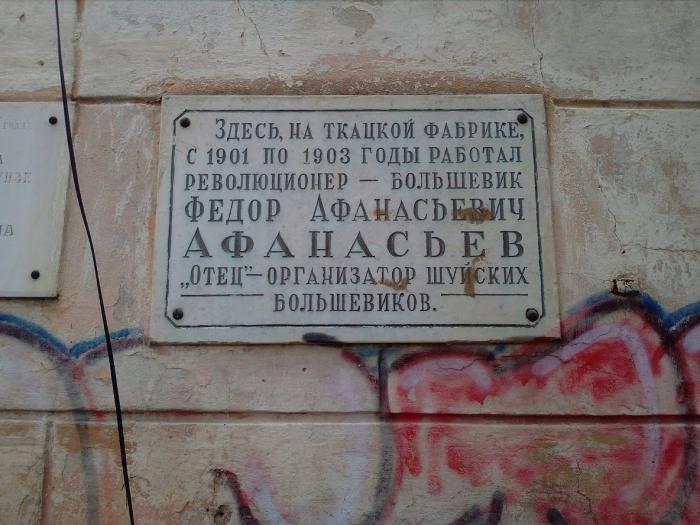 ЗДЕСЬ, НА ТКАЦКОЙ ФАБРИКЕ,
С 1901 ПО 1903 ГОДЫ РАБОТАЛ
РЕВОЛЮЦИОНЕР — БОЛЬШЕВИК
ФЕДОР АФАНАСЬЕВИЧ
АФАНАСЬЕВ
„ОТЕЦ"—ОРГАНИЗАТОР ШУЙСКИХ
БОЛЬШЕВИКОВ.